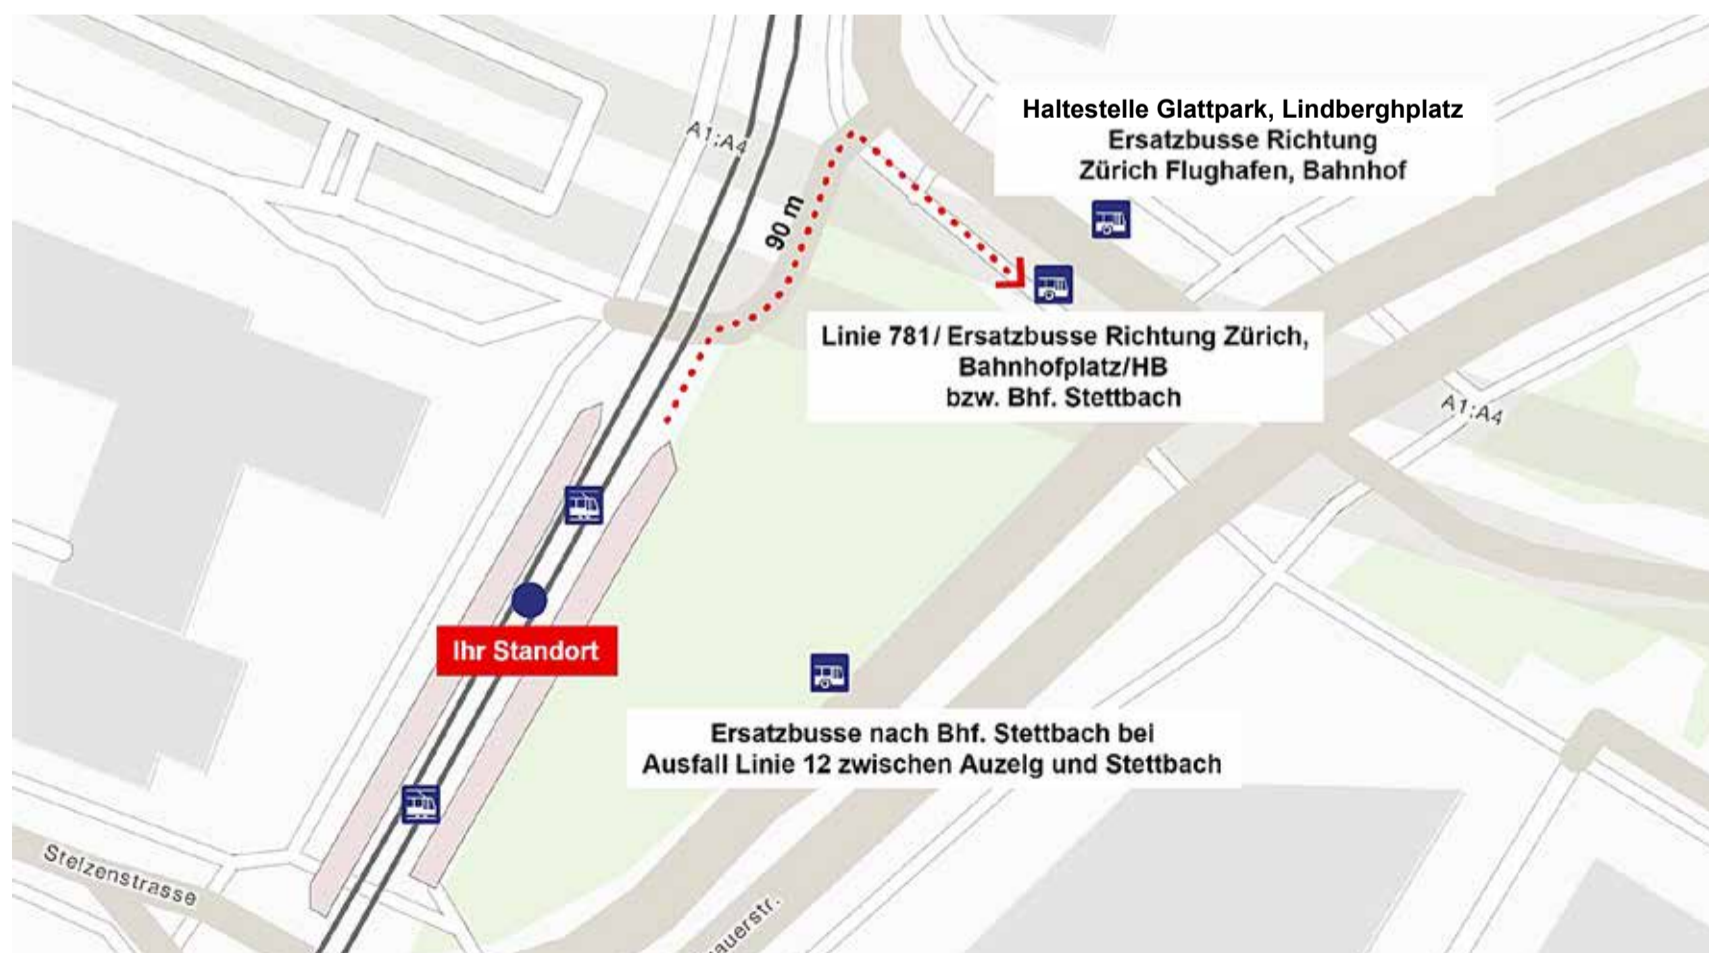 A1;A4
Haltestelle Glattpark, Lindberghplatz
Ersatzbusse Richtung
Zürich Flughafen, Bahnhof
90 m
Linie 781/ Ersatzbusse Richtung Zürich,
Bahnhofplatz/HB
bzw. Bhf. Stettbach
A1;A4
Ihr Standort
Ersatzbusse nach Bhf. Stettbach bei
Ausfall Linie 12 zwischen Auzelg und Stettbach
Stelzenstrasse
auerstr.